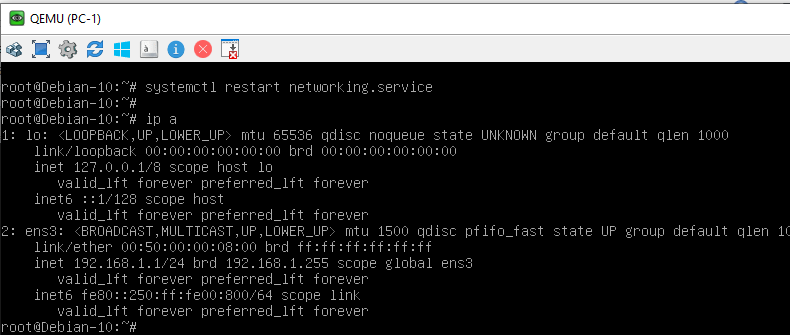 QEMU (PC-1)
root@Debian-10:~# systemctl restart networking.service
root@Debian-10:~#
root@Debian-10:~# ip a
1: lo: <LOOPBACK,UP,LOWER_UP> mtu 65536 qdisc noqueue state UNKNOWN group default qlen 1000
link/loopback 00:00:00:00:00:00 brd 00:00:00:00:00:00
inet 127.0.0.1/8 scope host lo
valid_lft forever preferred_lft forever
inet6 ::1/128 scope host
valid_lft forever preferred_lft forever
2: ens3: <BROADCAST,MULTICAST,UP,LOWER_UP> mtu 1500 qdisc pfifo_fast state UP group default qlen 10
link/ether 00:50:00:00:08:00 brd ff:ff:ff:ff:ff:ff
inet 192.168.1.1/24 brd 192.168.1.255 scope global ens3
valid_lft forever preferred_lft forever
inet6 fe80::250:ff:fe00:800/64 scope link
valid_lft forever preferred_lft forever
root@Debian-10:~#